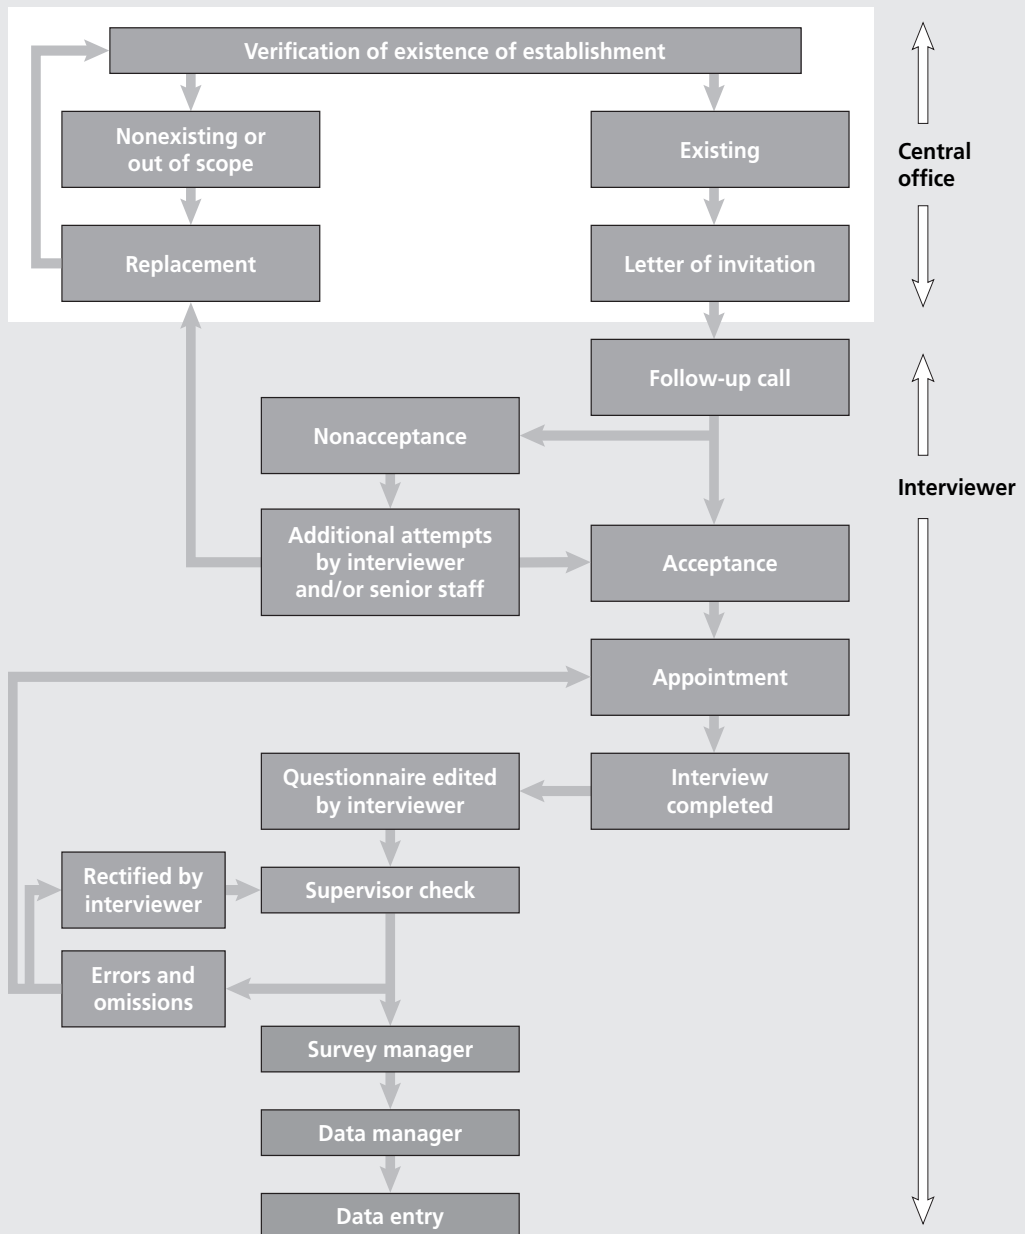 Verification of existence of establishment
Nonexisting or
out of scope
Existing
Central
office
Replacement
Letter of invitation
Follow-up call
Nonacceptance
Interviewer
Additional attempts
by interviewer
and/or senior staff
Acceptance
Appointment
Questionnaire edited
by interviewer
Interview
completed
Rectified by
interviewer
Supervisor check
Errors and
omissions
Survey manager
Data manager
Data entry